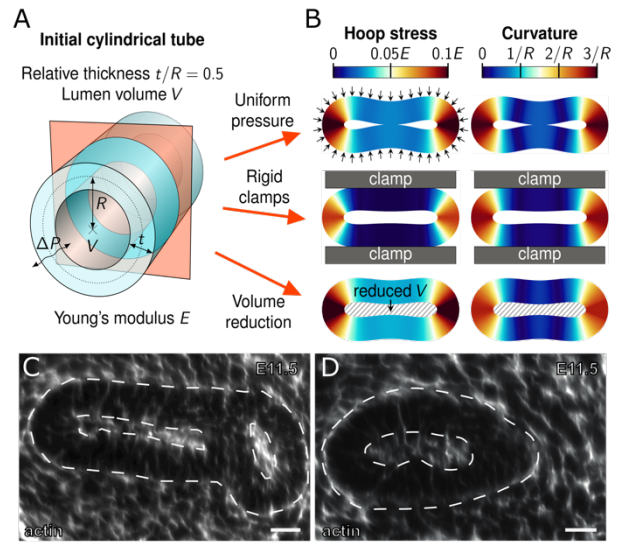 A
Initial cylindrical tube
Relative thickness t/R = 0.5
Lumen volume V
R
V
t
ΔP
Young's modulus E
B
Hoop stress
0 0.05E 0.1E
Curvature
0 1/R 2/R 3/R
Uniform
pressure
Rigid
clamps
clamp
clamp
clamp
clamp
Volume
reduction
reduced V
C
E11.5
actin
D
E11.5
actin